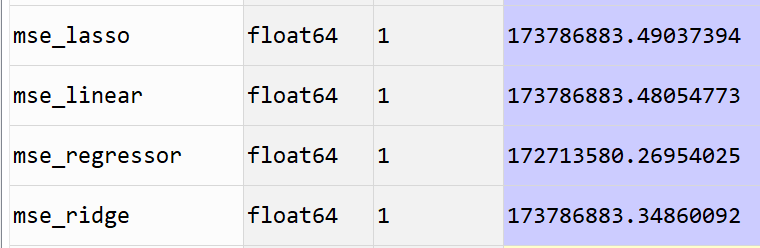 mse_lasso float64 1 173786883.49037394
mse_linear float64 1 173786883.48054773
mse_regressor float64 1 172713580.26954025
mse_ridge float64 1 173786883.34860092